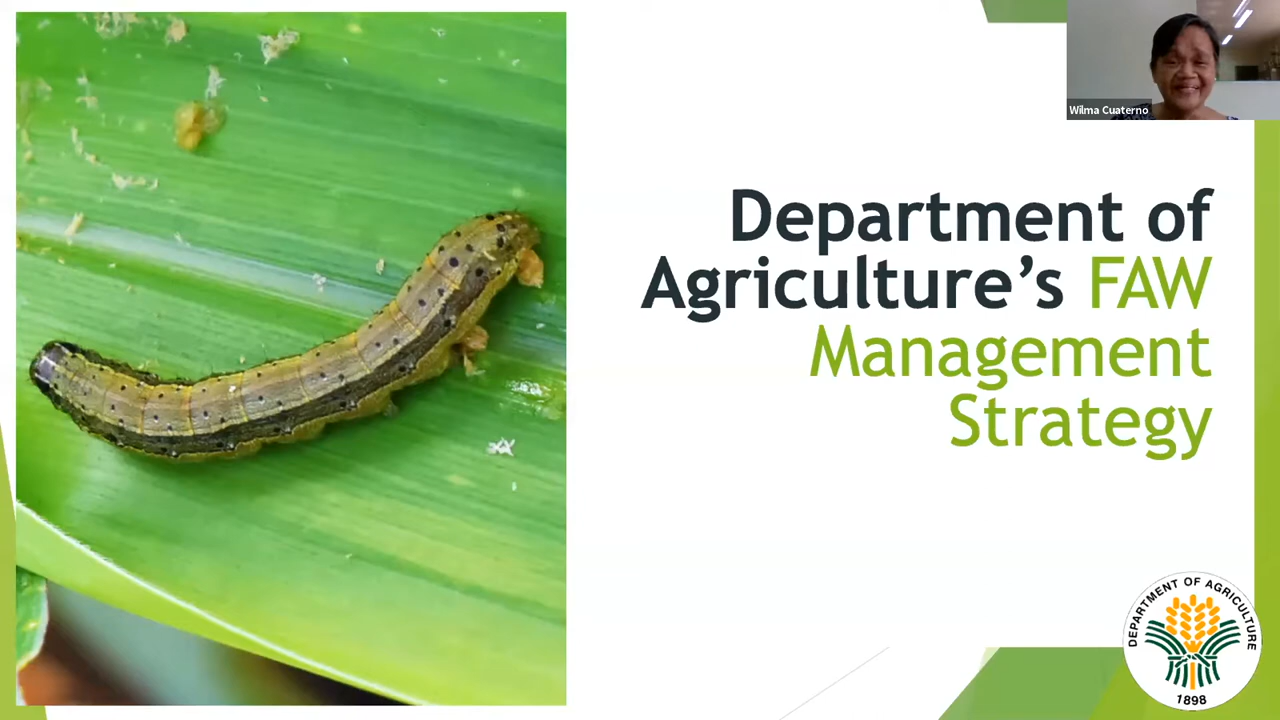 Wilma Cuaterno
Department of
Agriculture’s FAW
Management
Strategy
DEPARTMENT OF AGRICULTURE
1898